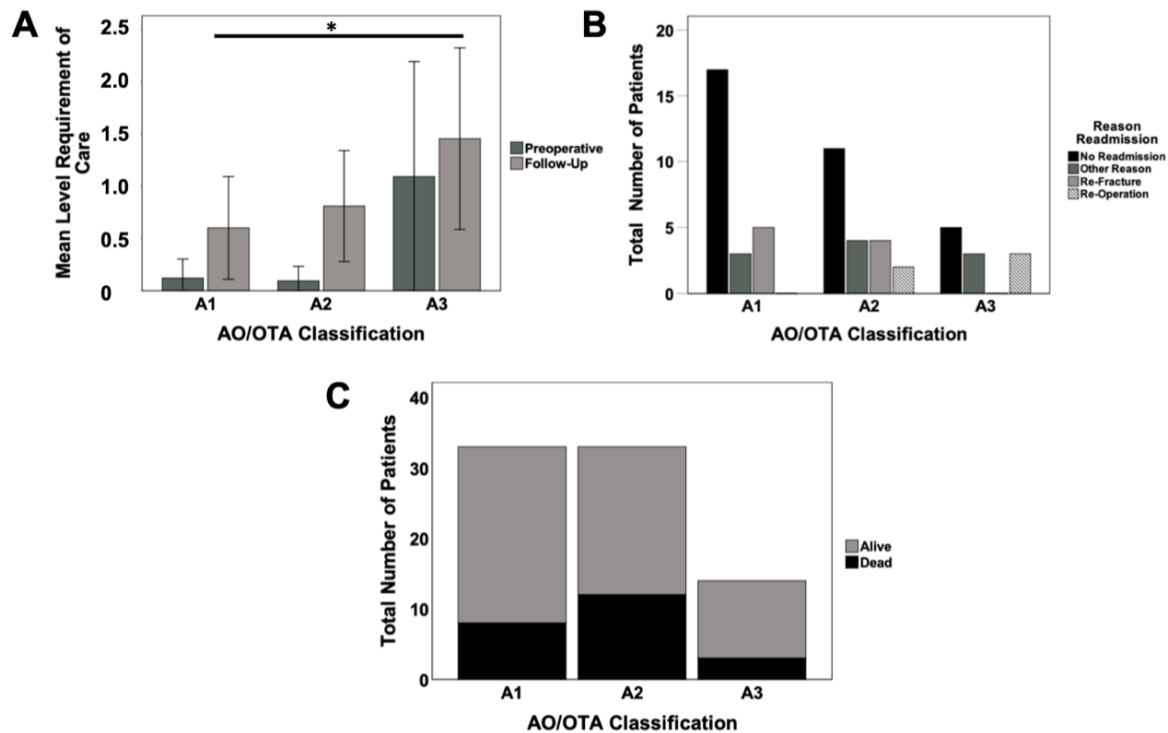 A
Mean Level Requirement of
Care
2.5
2.0
1.5
1.0
0.5
0
*
A1 A2 A3
AO/OTA Classification
Preoperative
Follow-Up
B
Total Number of Patients
20
15
10
5
0
A1 A2 A3
AO/OTA Classification
Reason
Readmission
No Readmission
Other Reason
Re-Fracture
Re-Operation
C
Total Number of Patients
40
30
20
10
0
A1 A2 A3
AO/OTA Classification
Alive
Dead